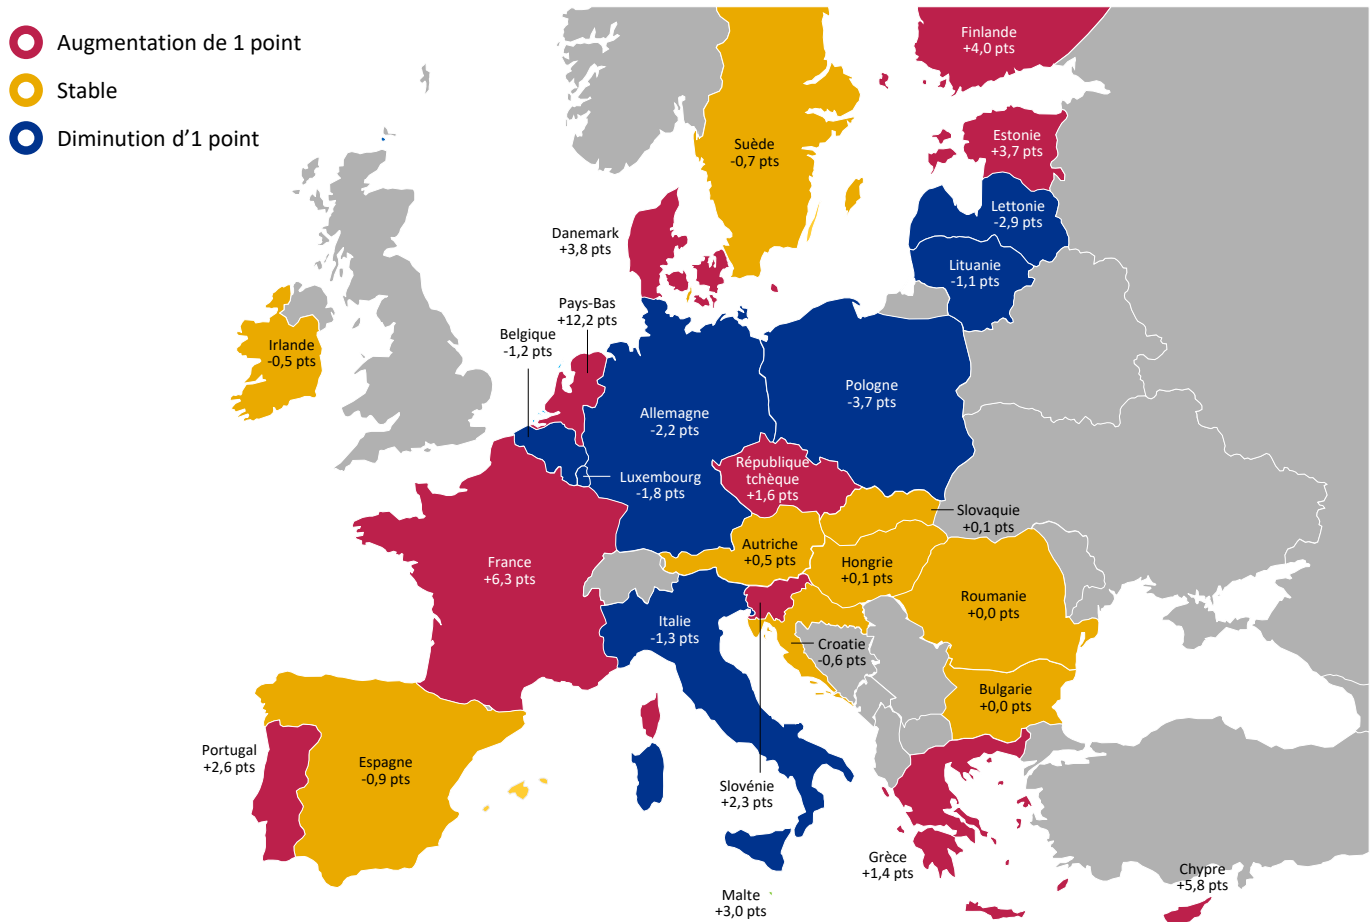 Augmentation de 1 point
Stable
Diminution d'1 point
Finlande
+4,0 pts
Estonie
+3,7 pts
Suède
-0,7 pts
Lettonie
-2,9 pts
Danemark
+3,8 pts
Lituanie
-1,1 pts
Pays-Bas
+12,2 pts
Belgique
-1,2 pts
Irlande
-0,5 pts
Pologne
-3,7 pts
Allemagne
-2,2 pts
République
tchèque
+1,6 pts
Luxembourg
-1,8 pts
Slovaquie
+0,1 pts
Autriche
+0,5 pts
Hongrie
+0,1 pts
France
+6,3 pts
Roumanie
+0,0 pts
Italie
-1,3 pts
Croatie
-0,6 pts
Bulgarie
+0,0 pts
Portugal
+2,6 pts
Espagne
-0,9 pts
Slovénie
+2,3 pts
Grèce
+1,4 pts
Chypre
+5,8 pts
Malte
+3,0 pts